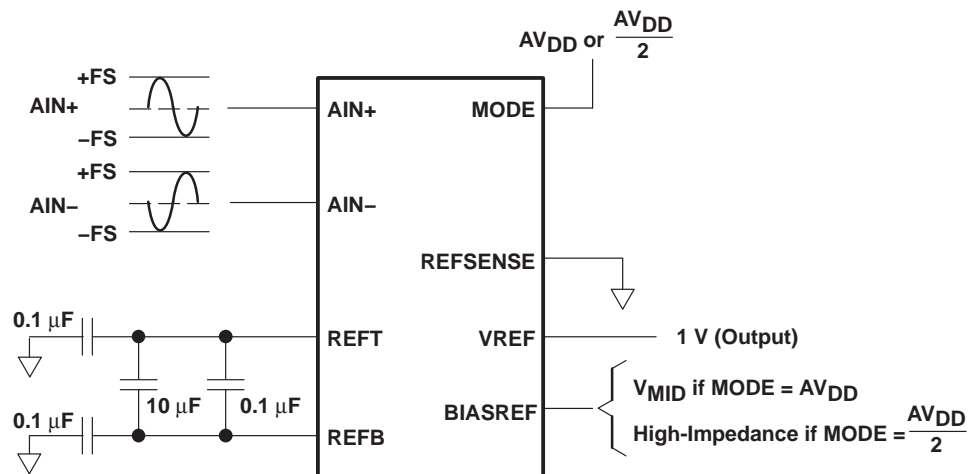 AVDD or AVDD
2
+FS
AIN+
−FS
AIN+
MODE
+FS
AIN−
−FS
AIN−
REFSENSE
0.1 μF
REFT
VREF
1 V (Output)
10 μF
0.1 μF
VMID if MODE = AVDD
BIASREF
0.1 μF
REFB
High-Impedance if MODE = AVDD
2